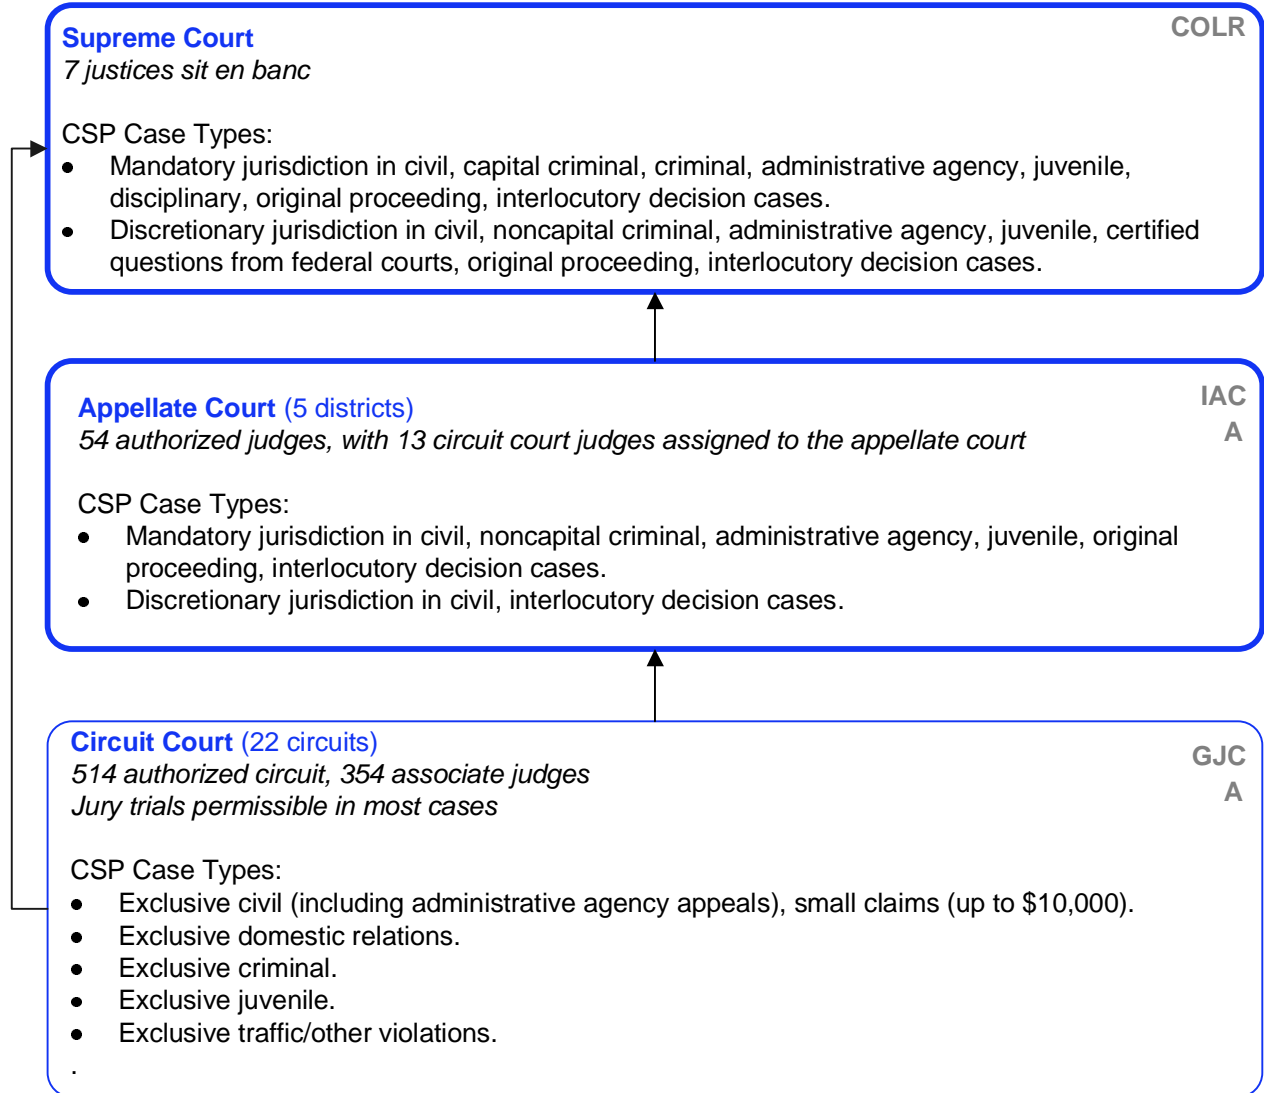 Supreme Court
COLR
7 justices sit en banc
CSP Case Types:
• Mandatory jurisdiction in civil, capital criminal, criminal, administrative agency, juvenile,
disciplinary, original proceeding, interlocutory decision cases.
• Discretionary jurisdiction in civil, noncapital criminal, administrative agency, juvenile, certified
questions from federal courts, original proceeding, interlocutory decision cases.
Appellate Court (5 districts)
IAC
A
54 authorized judges, with 13 circuit court judges assigned to the appellate court
CSP Case Types:
• Mandatory jurisdiction in civil, noncapital criminal, administrative agency, juvenile, original
proceeding, interlocutory decision cases.
• Discretionary jurisdiction in civil, interlocutory decision cases.
Circuit Court (22 circuits)
GJC
A
514 authorized circuit, 354 associate judges
Jury trials permissible in most cases
CSP Case Types:
• Exclusive civil (including administrative agency appeals), small claims (up to $10,000).
• Exclusive domestic relations.
• Exclusive criminal.
• Exclusive juvenile.
• Exclusive traffic/other violations.
.